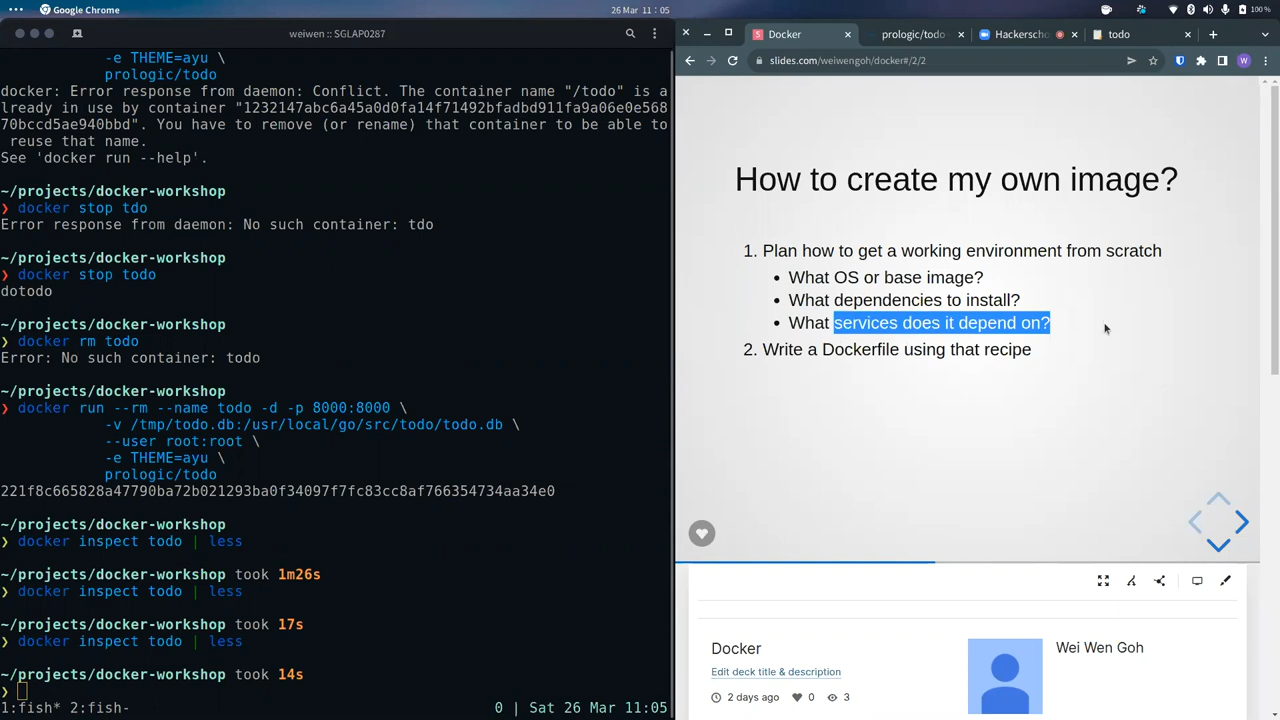 Google Chrome
26 Mar 11:05
100 %
weiwen :: SGLAP0287
-e THEME=ayu \
prologic/todo
docker: Error response from daemon: Conflict. The container name "/todo" is a
lready in use by container "1232147abc6a45a0d0fa14f71492bfadbd911fa9a06e0e568
70bccd5ae940bbd". You have to remove (or rename) that container to be able to
reuse that name.
See 'docker run --help'.
~/projects/docker-workshop
❯ docker stop tdo
Error response from daemon: No such container: tdo
~/projects/docker-workshop
❯ docker stop todo
dotodo
~/projects/docker-workshop
❯ docker rm todo
Error: No such container: todo
~/projects/docker-workshop
❯ docker run --rm --name todo -d -p 8000:8000 \
-v /tmp/todo.db:/usr/local/go/src/todo/todo.db \
--user root:root \
-e THEME=ayu \
prologic/todo
221f8c665828a47790ba72b021293ba0f34097f7fc83cc8af766354734aa34e0
~/projects/docker-workshop
❯ docker inspect todo | less
~/projects/docker-workshop took 1m26s
❯ docker inspect todo | less
~/projects/docker-workshop took 17s
❯ docker inspect todo | less
~/projects/docker-workshop took 14s
❯
1:fish* 2:fish-
0 | Sat 26 Mar 11:05
Docker
prologic/todo
Hackersch
todo
slides.com/weiwengoh/docker#/2/2
W
How to create my own image?
1. Plan how to get a working environment from scratch
• What OS or base image?
• What dependencies to install?
• What services does it depend on?
2. Write a Dockerfile using that recipe
Docker
Edit deck title & description
2 days ago 0 3
Wei Wen Goh